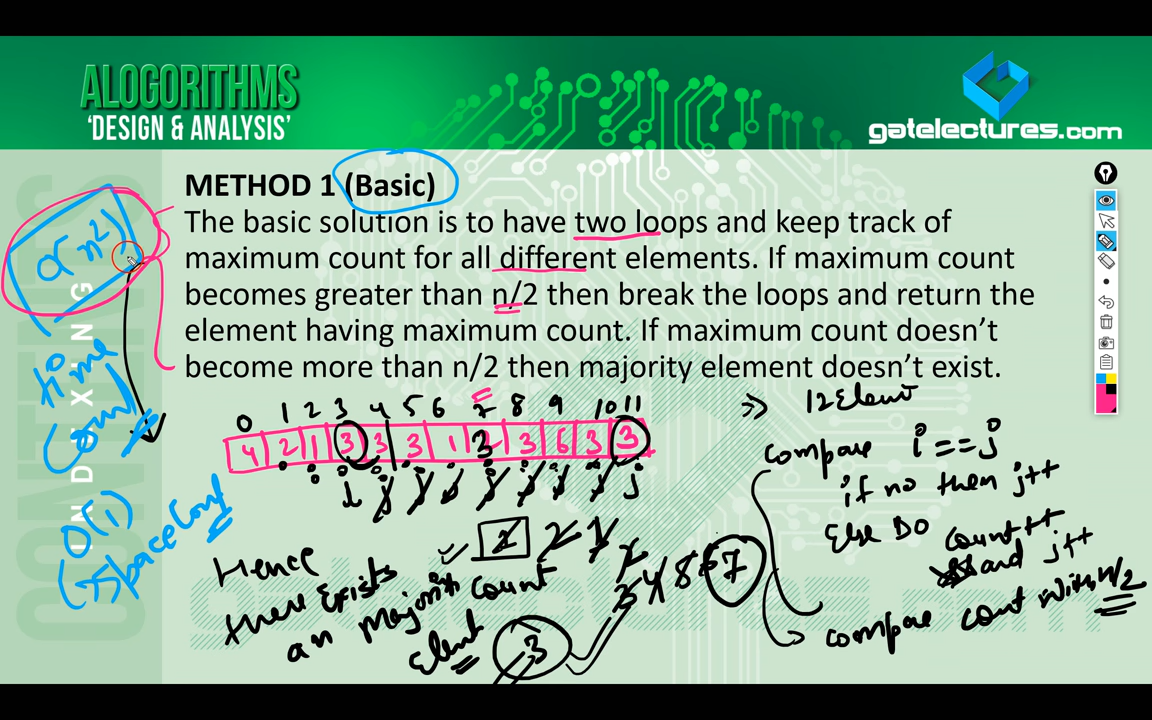 ALOGORITHMS
'DESIGN & ANALYSIS'
gatelectures.com
METHOD 1 (Basic)
The basic solution is to have two loops and keep track of
maximum count for all different elements. If maximum count
becomes greater than n/2 then break the loops and return the
element having maximum count. If maximum count doesn't
become more than n/2 then majority element doesn't exist.
O(n²)
time
O(1)
Space
0 1 2 3 4 5 6 7 8 9 10 11
4 2 1 3 3 3 1 3 3 6 3 3
12 Element
compare i==j
if no then j++
Else DO count++
and j++
compare count with n/2
Hence
there Exists
an Majority
count
3
7